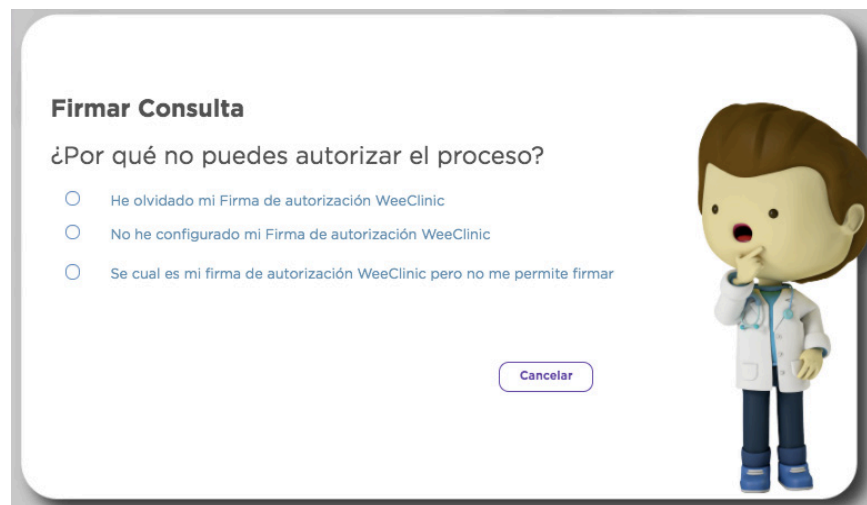 Firmar Consulta
¿Por qué no puedes autorizar el proceso?
He olvidado mi Firma de autorización WeeClinic
No he configurado mi Firma de autorización WeeClinic
Se cual es mi firma de autorización WeeClinic pero no me permite firmar
Cancelar